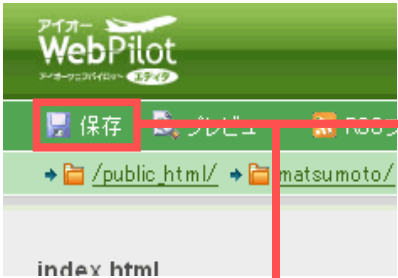 アイオー
WebPilot
アイオーウェブパイロット エディタ
保存 プレビュー RSS
/public_html/ matsumoto/
index.html